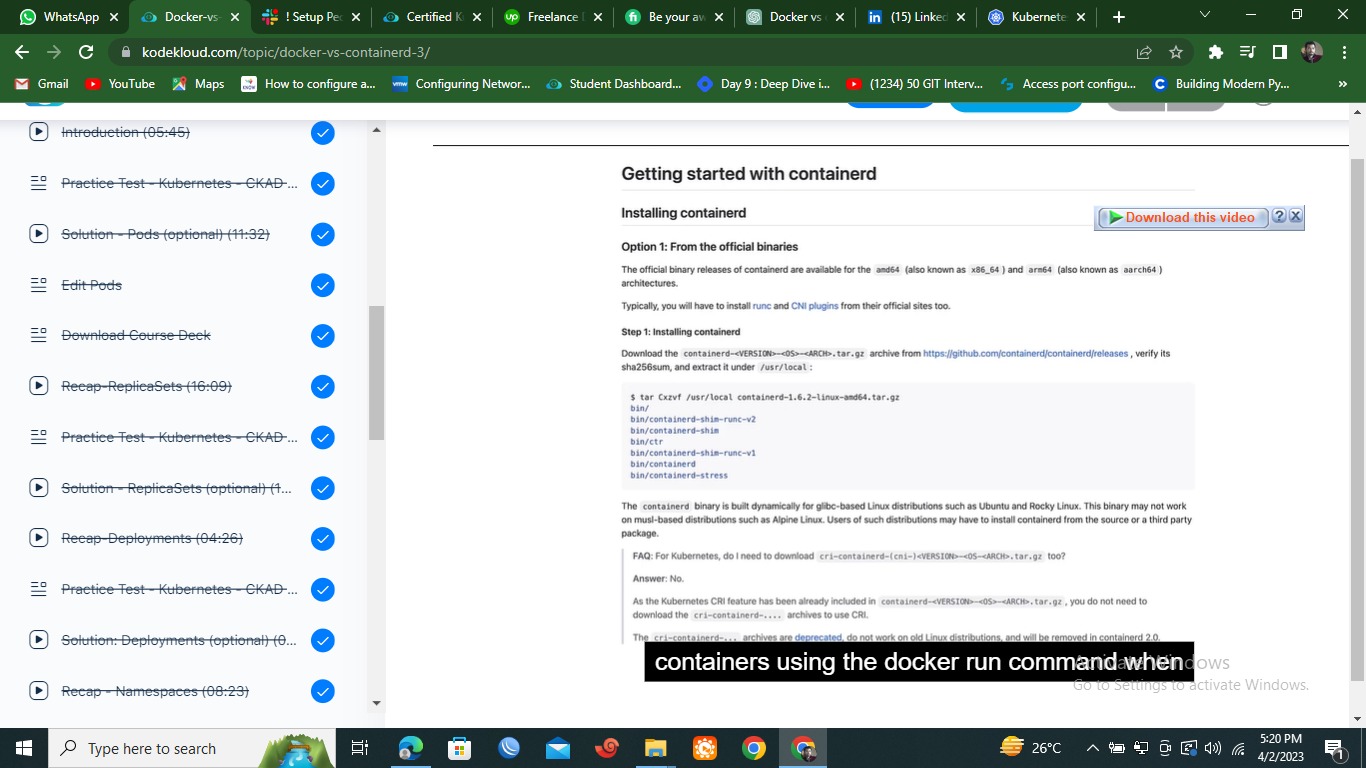 WhatsApp
Docker-vs-
! Setup Pe
Certified K
Freelance
Be your aw
Docker vs
(15) Linked
Kubernete
kodekloud.com/topic/docker-vs-containerd-3/
Gmail
YouTube
Maps
How to configure a...
Configuring Networ...
Student Dashboard...
Day 9 : Deep Dive i...
(1234) 50 GIT Interv...
Access port configu...
Building Modern Py...
»
Introduction (05:45)
Practice Test - Kubernetes - CKAD ...
Solution - Pods (optional) (11:32)
Edit Pods
Download Course Deck
Recap-ReplicaSets (16:09)
Practice Test - Kubernetes - CKAD ...
Solution - ReplicaSets (optional) (1...
Recap-Deployments (04:26)
Practice Test - Kubernetes - CKAD ...
Solution: Deployments (optional) (0...
Recap - Namespaces (08:23)
Getting started with containerd
Installing containerd
Download this video ? X
Option 1: From the official binaries
The official binary releases of containerd are available for the amd64 (also known as x86_64 ) and arm64 (also known as aarch64 )
architectures.
Typically, you will have to install runc and CNI plugins from their official sites too.
Step 1: Installing containerd
Download the containerd-<VERSION>-<OS>-<ARCH>.tar.gz archive from https://github.com/containerd/containerd/releases , verify its
sha256sum, and extract it under /usr/local :
$ tar Cxzvf /usr/local containerd-1.6.2-linux-amd64.tar.gz
bin/
bin/containerd-shim-runc-v2
bin/containerd-shim
bin/ctr
bin/containerd-shim-runc-v1
bin/containerd
bin/containerd-stress
The containerd binary is built dynamically for glibc-based Linux distributions such as Ubuntu and Rocky Linux. This binary may not work
on musl-based distributions such as Alpine Linux. Users of such distributions may have to install containerd from the source or a third party
package.
FAQ: For Kubernetes, do I need to download cri-containerd-(cni-)<VERSION>-<OS-<ARCH>.tar.gz too?
Answer: No.
As the Kubernetes CRI feature has been already included in containerd-<VERSION>-<OS>-<ARCH>.tar.gz , you do not need to
download the cri-containerd-.... archives to use CRI.
The cri-containerd-... archives are deprecated, do not work on old Linux distributions, and will be removed in containerd 2.0.
containers using the docker run command when
Activate Windows
Go to Settings to activate Windows.
Type here to search
26°C
5:20 PM
4/2/2023
1